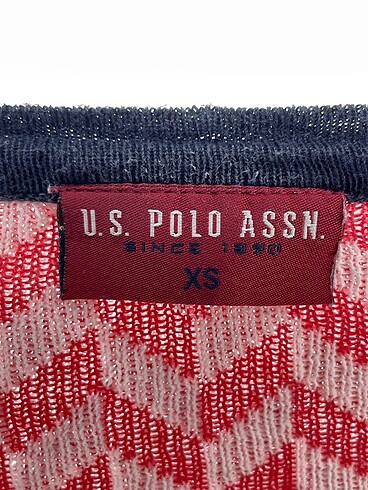 U.S. POLO ASSN.
SINCE 1890
XS